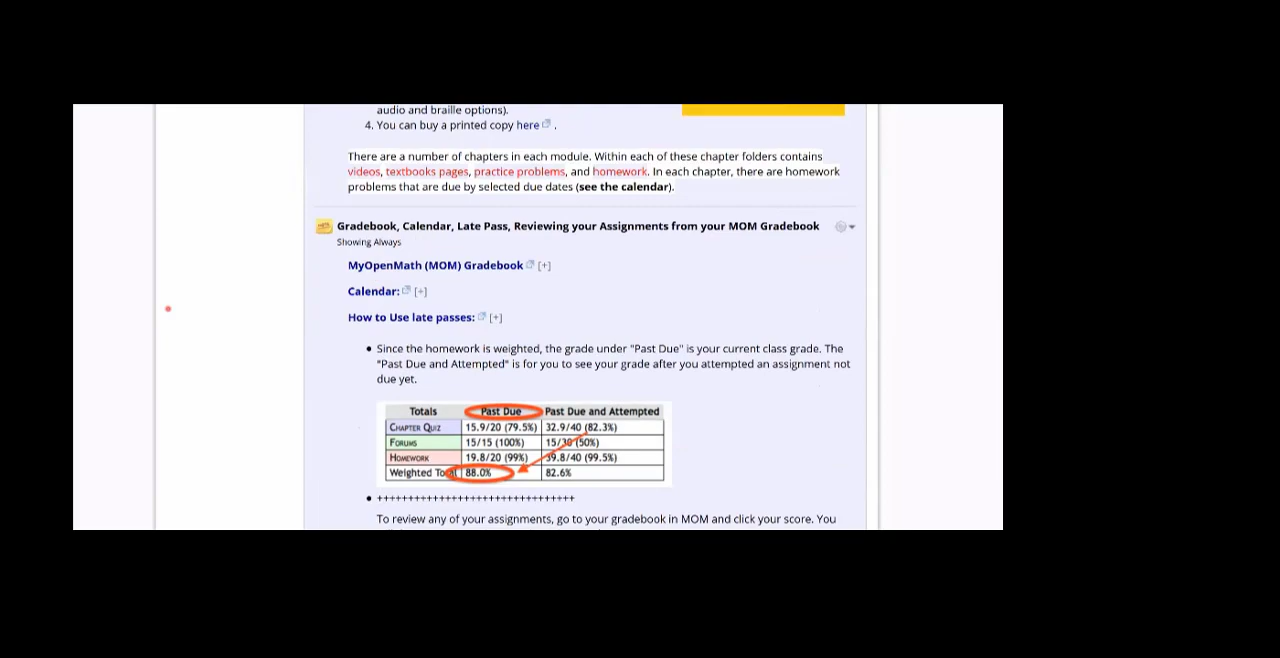 audio and braille options).
4. You can buy a printed copy here .
There are a number of chapters in each module. Within each of these chapter folders contains
videos, textbooks pages, practice problems, and homework. In each chapter, there are homework
problems that are due by selected due dates (see the calendar).
Gradebook, Calendar, Late Pass, Reviewing your Assignments from your MOM Gradebook
Showing Always
MyOpenMath (MOM) Gradebook [+]
Calendar: [+]
How to Use late passes: [+]
• Since the homework is weighted, the grade under "Past Due" is your current class grade. The
"Past Due and Attempted" is for you to see your grade after you attempted an assignment not
due yet.
Totals Past Due Past Due and Attempted
Chapter Quiz 15.9/20 (79.5%) 32.9/40 (82.3%)
Forums 15/15 (100%) 15/30 (50%)
Homework 19.8/20 (99%) 39.8/40 (99.5%)
Weighted Total 88.0% 82.6%
• ++++++++++++++++++++++++++++++++
To review any of your assignments, go to your gradebook in MOM and click your score. You